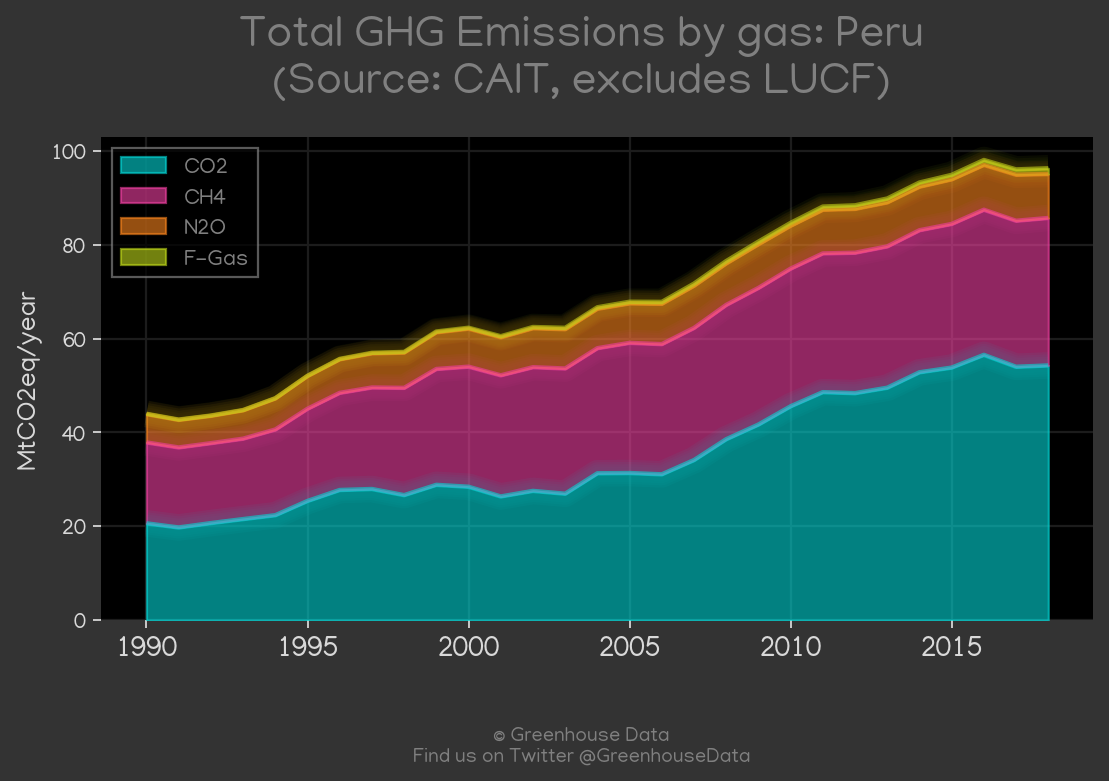 Total GHG Emissions by gas: Peru
(Source: CAIT, excludes LUCF)
CO2
CH4
N2O
F-Gas
MtCO2eq/year
100
80
60
40
20
0
1990 1995 2000 2005 2010 2015
© Greenhouse Data
Find us on Twitter @GreenhouseData